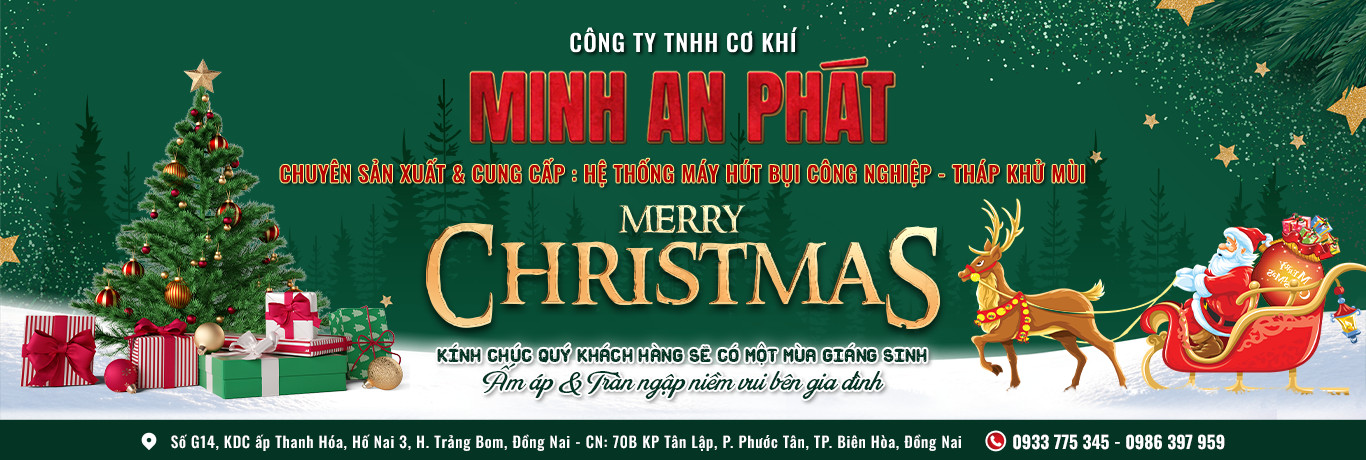 CÔNG TY TNHH CƠ KHÍ
MINH AN PHÁT
CHUYÊN SẢN XUẤT & CUNG CẤP : HỆ THỐNG MÁY HÚT BỤI CÔNG NGHIỆP - THÁP KHỬ MÙI
MERRY
CHRISTMAS
KÍNH CHÚC QUÝ KHÁCH HÀNG SẼ CÓ MỘT MÙA GIÁNG SINH
Ấm áp & Tràn ngập niềm vui bên gia đình
Số G14, KDC ấp Thanh Hóa, Hố Nai 3, H. Trảng Bom, Đồng Nai - CN: 70B KP Tân Lập, P. Phước Tân, TP. Biên Hòa, Đồng Nai
0933 775 345 - 0986 397 959